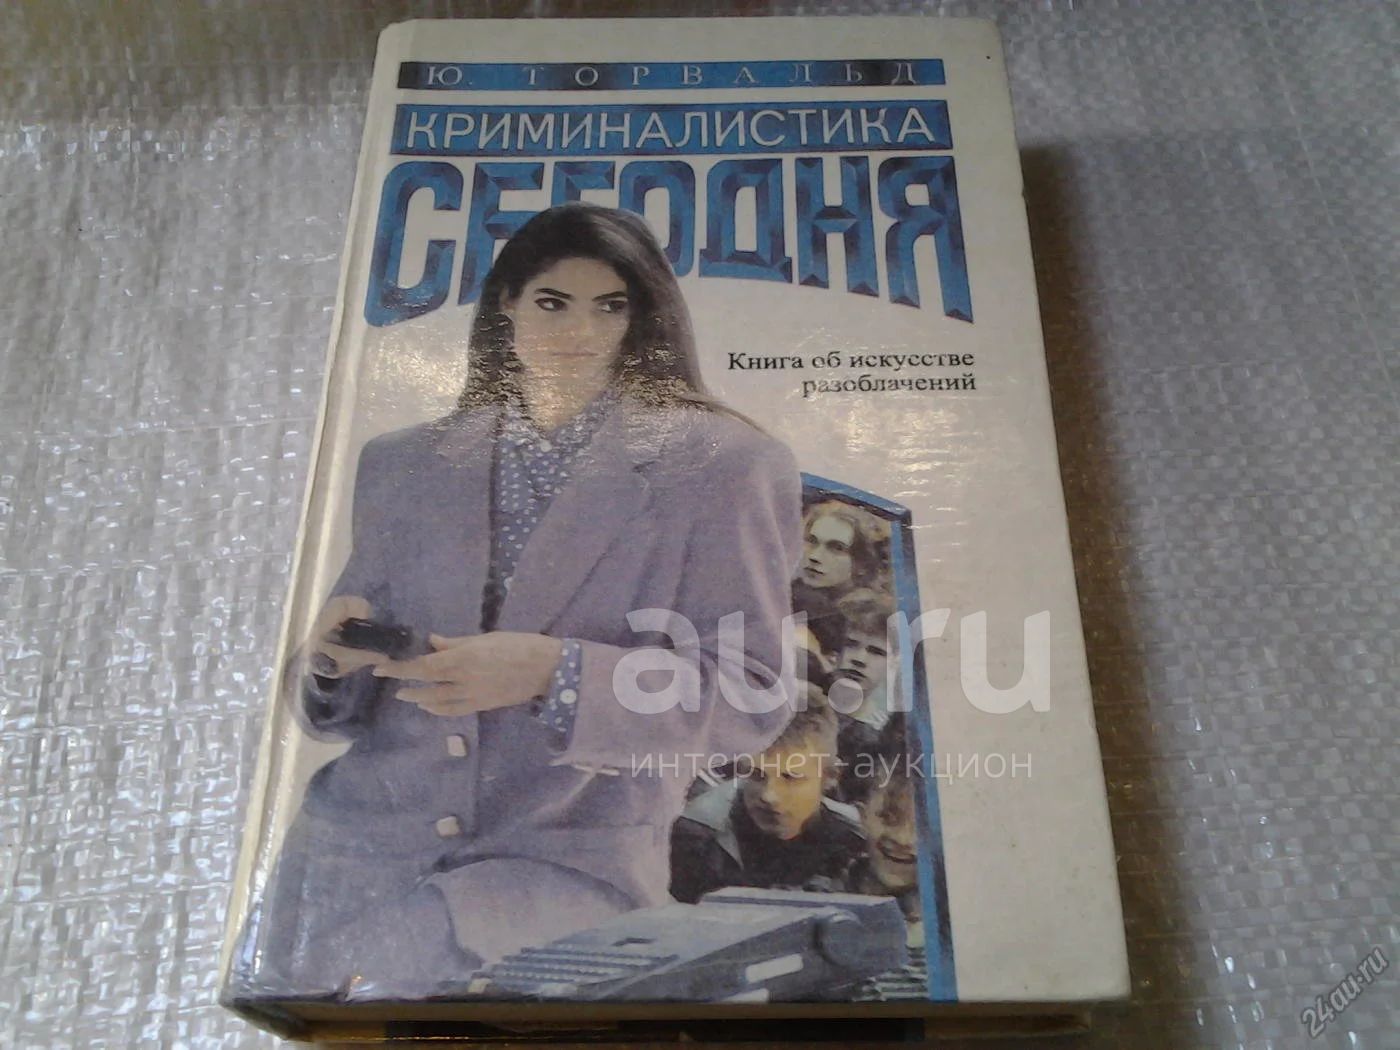 Ю. ТОРВАЛЬД
КРИМИНАЛИСТИКА
СЕГОДНЯ
Книга об искусстве
разоблачений
au.ru
интернет-аукцион
24au.ru